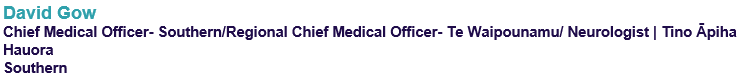 David Gow
Chief Medical Officer- Southern/Regional Chief Medical Officer- Te Waipounamu/ Neurologist | Tino Āpiha
Hauora
Southern